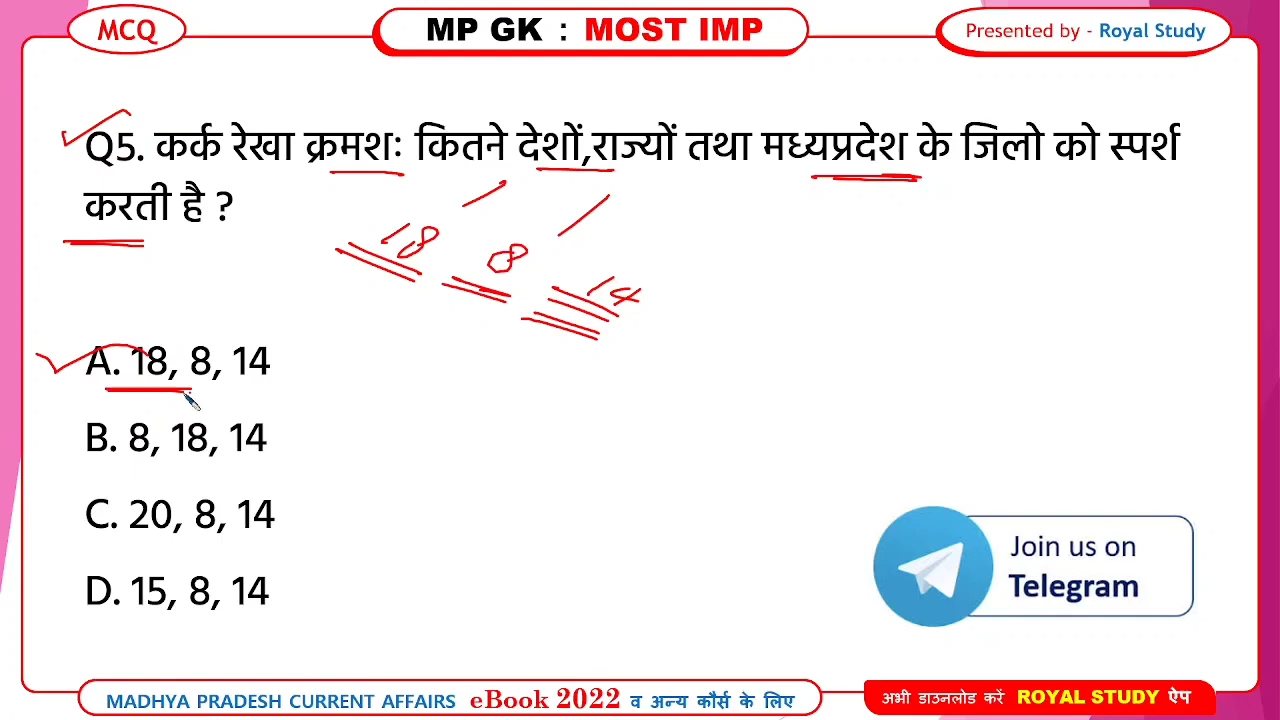 MCQ
MP GK : MOST IMP
Presented by - Royal Study
Q5. कर्क रेखा क्रमशः कितने देशों,राज्यों तथा मध्यप्रदेश के जिलो को स्पर्श
करती है ?
18
8
14
A. 18, 8, 14
B. 8, 18, 14
C. 20, 8, 14
D. 15, 8, 14
Join us on
Telegram
MADHYA PRADESH CURRENT AFFAIRS eBook 2022 व अन्य कौर्स के लिए
अभी डाउनलोड करें ROYAL STUDY ऐप